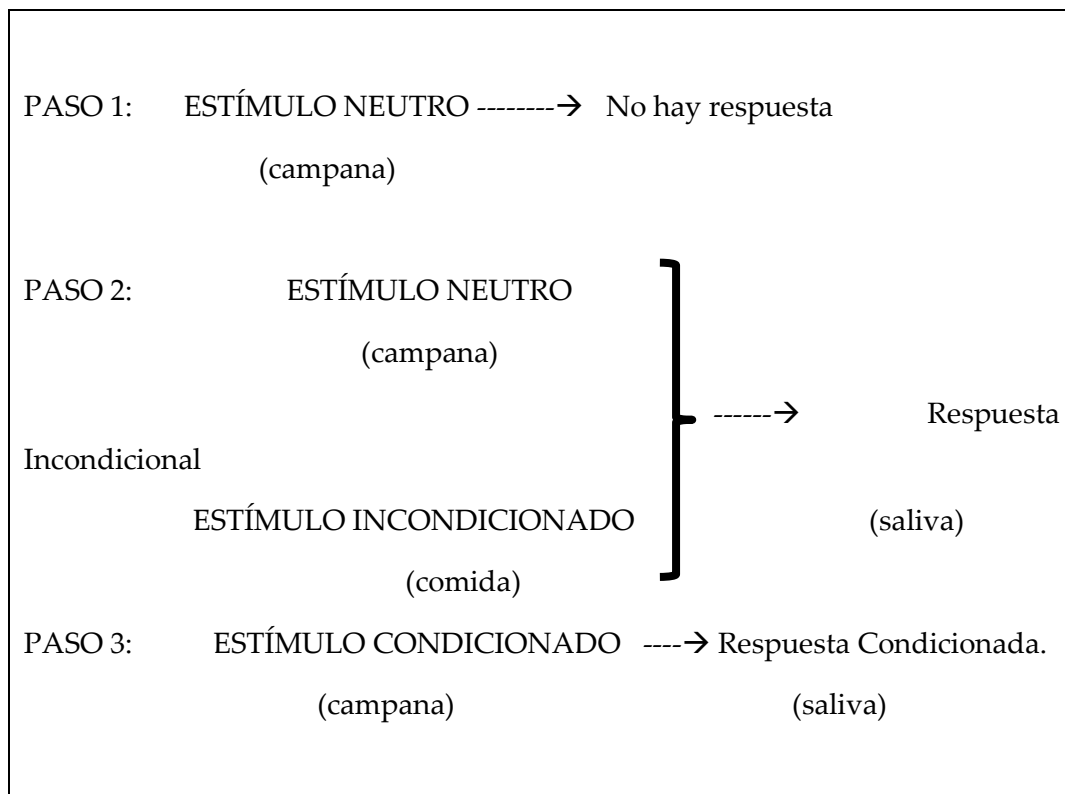 PASO 1: ESTÍMULO NEUTRO --------→ No hay respuesta
(campana)
PASO 2: ESTÍMULO NEUTRO
(campana)
------→ Respuesta
Incondicional
ESTÍMULO INCONDICIONADO (saliva)
(comida)
PASO 3: ESTÍMULO CONDICIONADO ----→ Respuesta Condicionada.
(campana) (saliva)